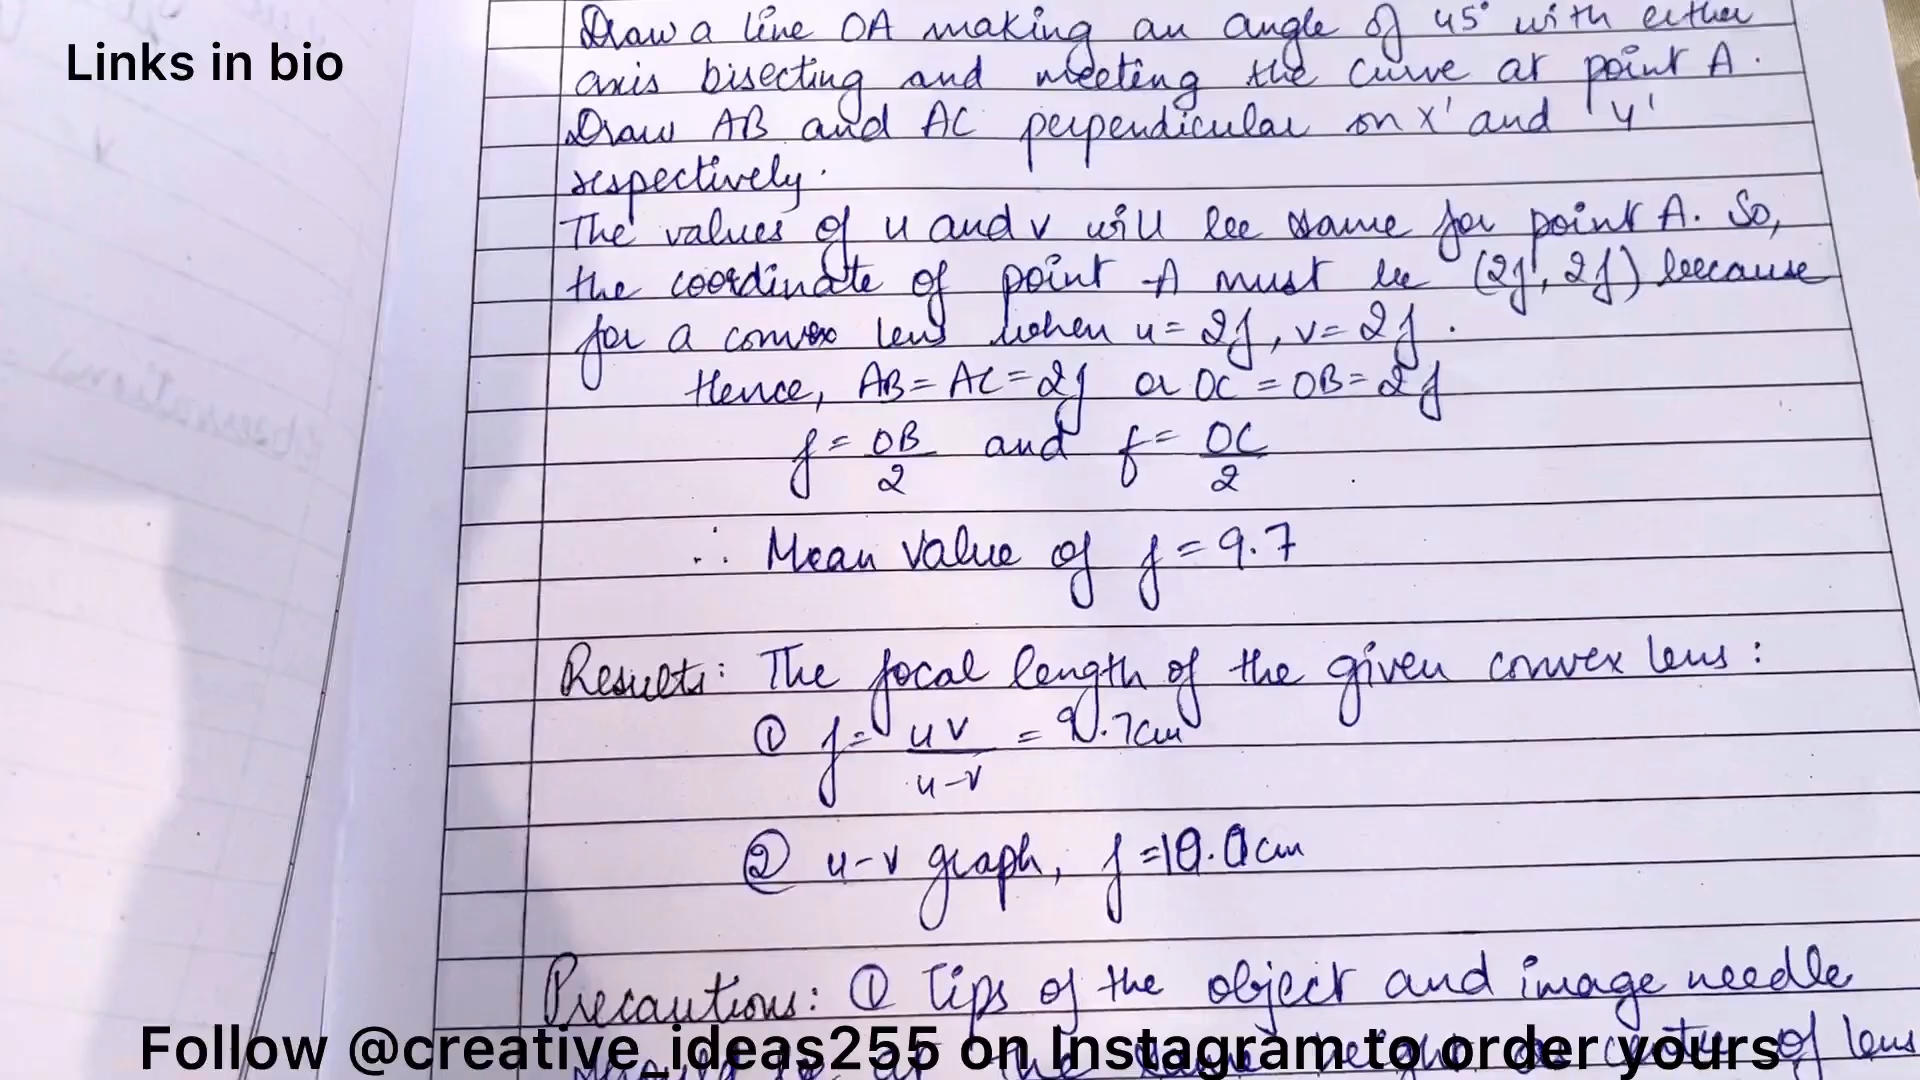 Links in bio
Draw a line OA making an angle of 45° with either
axis bisecting and meeting the curve at point A.
Draw AB and AC perpendicular on X' and Y'
respectively.
The values of u and v will be same for point A. So,
the coordinate of point A must be (2f, 2f) because
for a convex lens when u = 2f, v = 2f.
Hence, AB = AC = 2f or OC = OB = 2f
f = OB/2 and f = OC/2
∴ Mean value of f = 9.7
Results: The focal length of the given convex lens:
① f = uv/u-v = 9.7cm
② u-v graph, f = 10.0cm
Precautions: ① Tips of the object and image needle
Follow @creative_ideas255 on Instagram to order yours
of lens